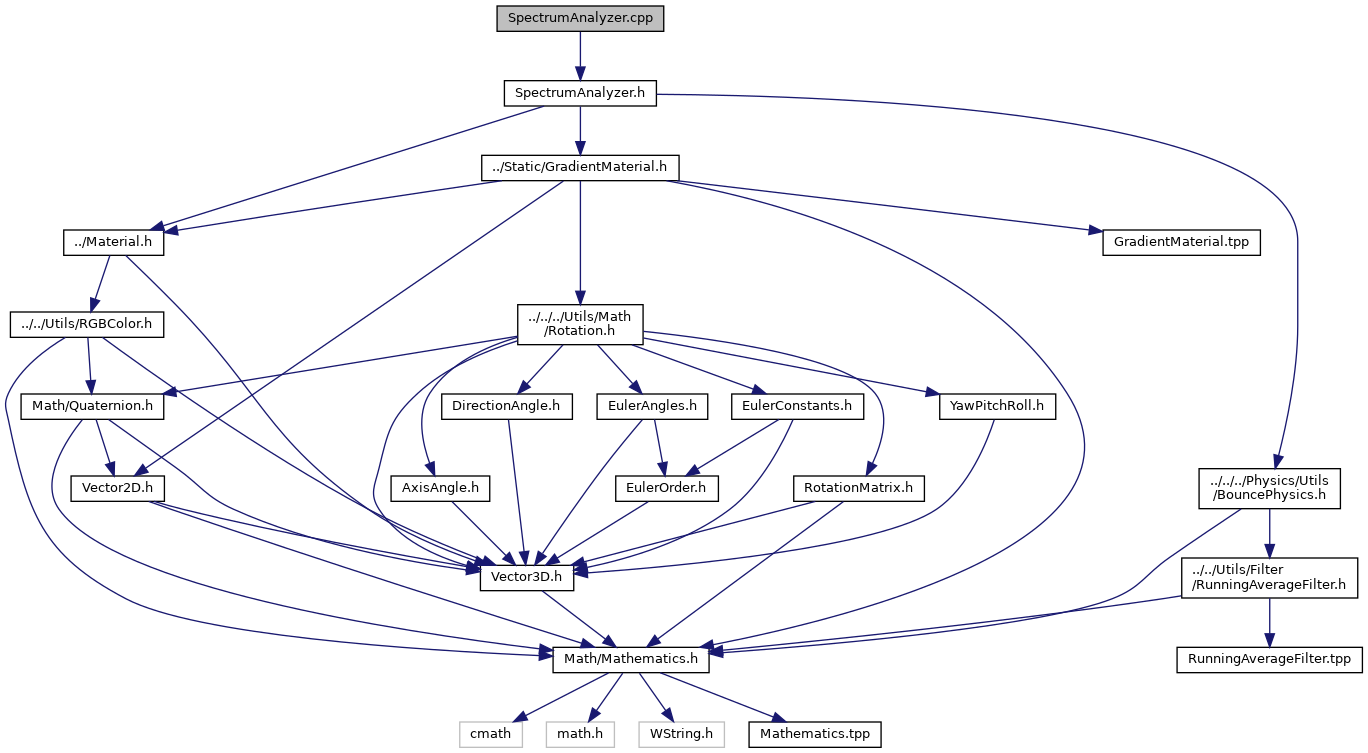 SpectrumAnalyzer.cpp
SpectrumAnalyzer.h
../Static/GradientMaterial.h
../Material.h
GradientMaterial.tpp
../../Utils/RGBColor.h
../../../Utils/Math
/Rotation.h
Math/Quaternion.h
DirectionAngle.h
EulerAngles.h
EulerConstants.h
YawPitchRoll.h
Vector2D.h
AxisAngle.h
EulerOrder.h
RotationMatrix.h
../../../Physics/Utils
/BouncePhysics.h
Vector3D.h
../../Utils/Filter
/RunningAverageFilter.h
Math/Mathematics.h
RunningAverageFilter.tpp
cmath
math.h
WString.h
Mathematics.tpp